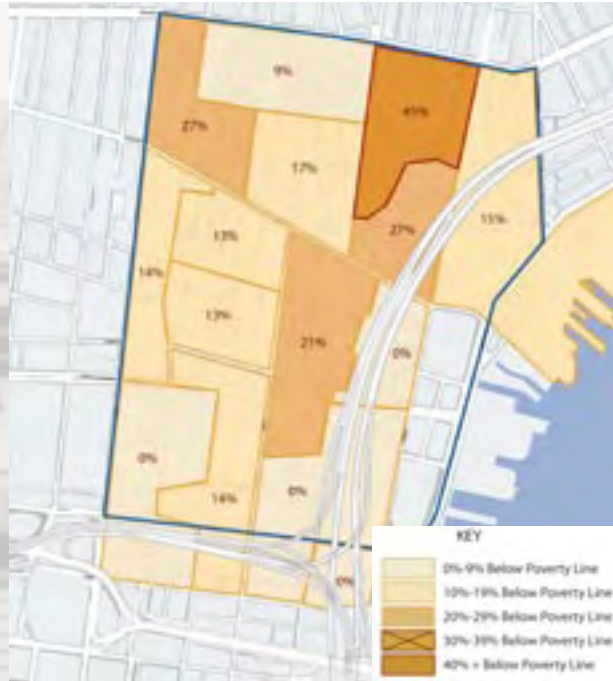 9%
45%
27%
17%
15%
13%
27%
14%
13%
21%
0%
0%
14%
0%
0%
KEY
0%-9% Below Poverty Line
10%-19% Below Poverty Line
20%-29% Below Poverty Line
30%-39% Below Poverty Line
40% + Below Poverty Line